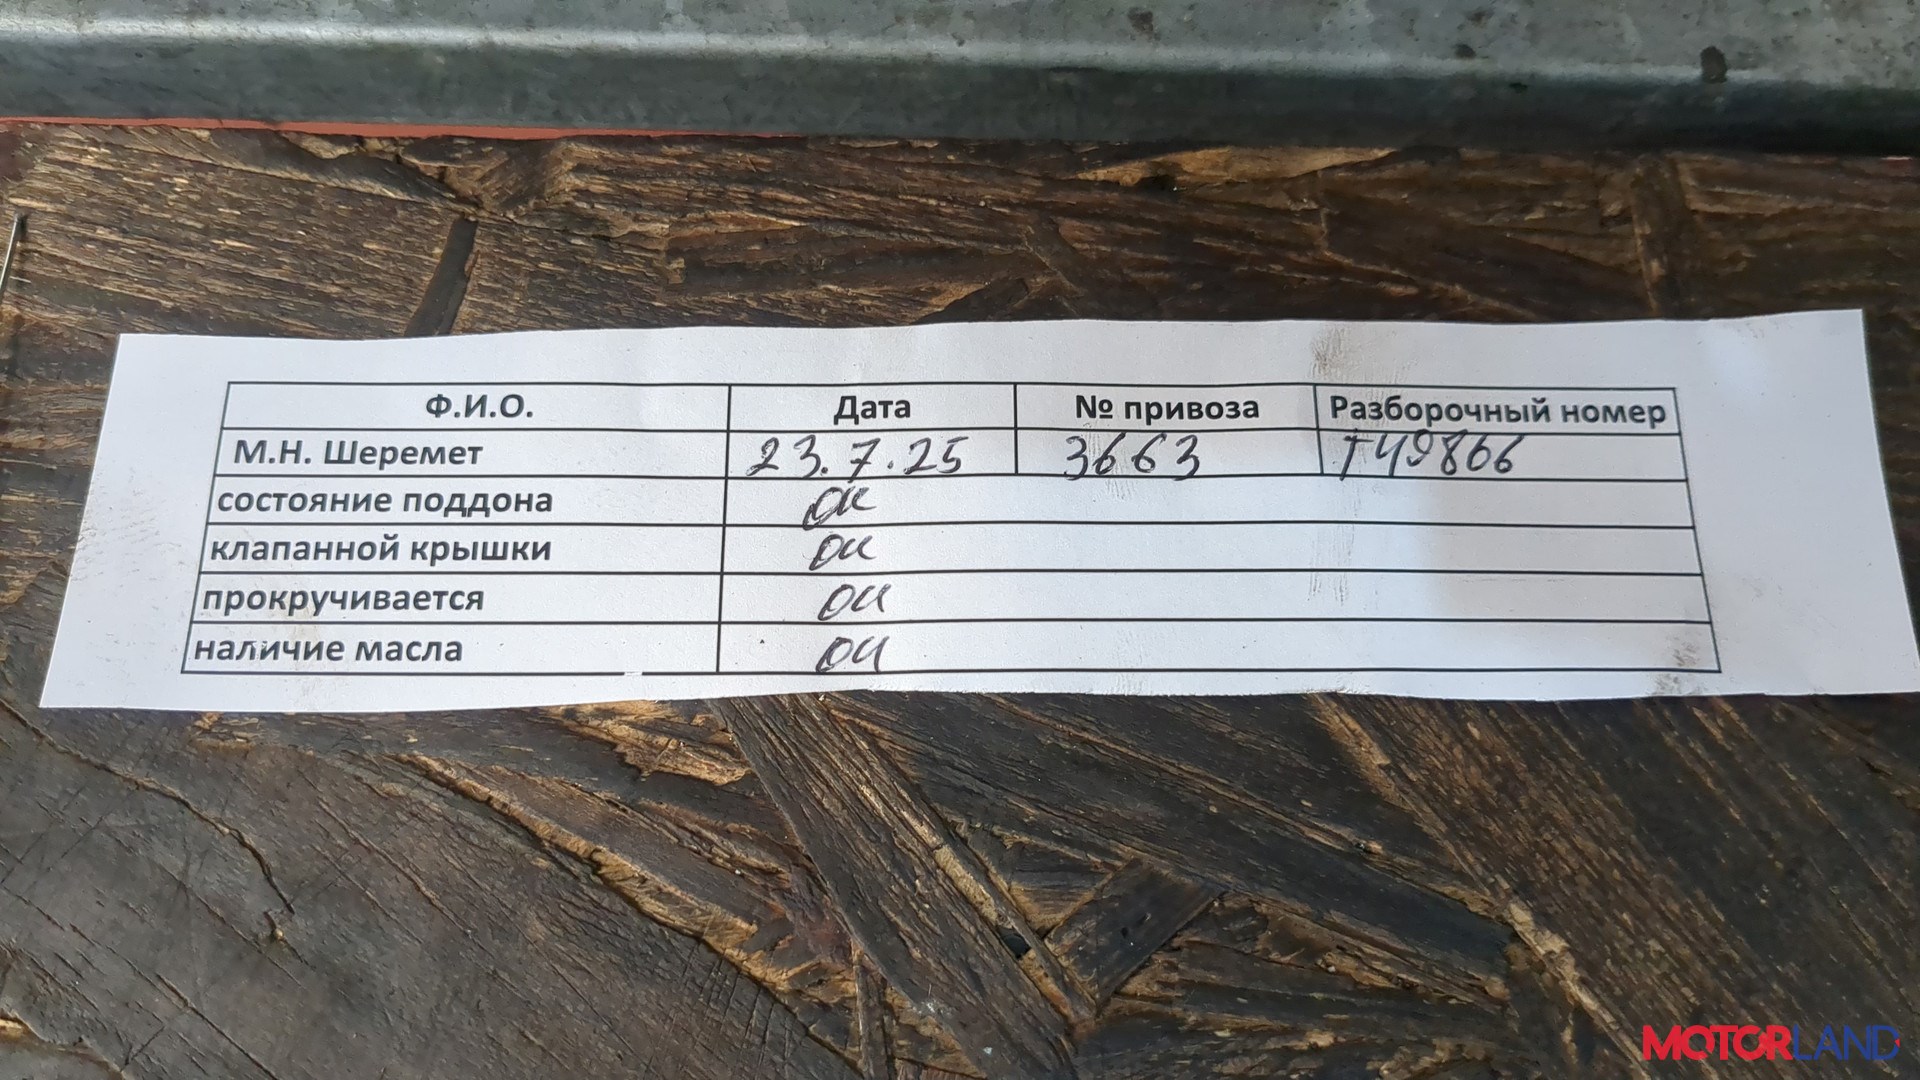 Ф.И.О. Дата № привоза Разборочный номер
М.Н. Шеремет 23.7.25 3663 T49866
состояние поддона ок
клапанной крышки ок
прокручивается ок
наличие масла ок
MOTORLAND